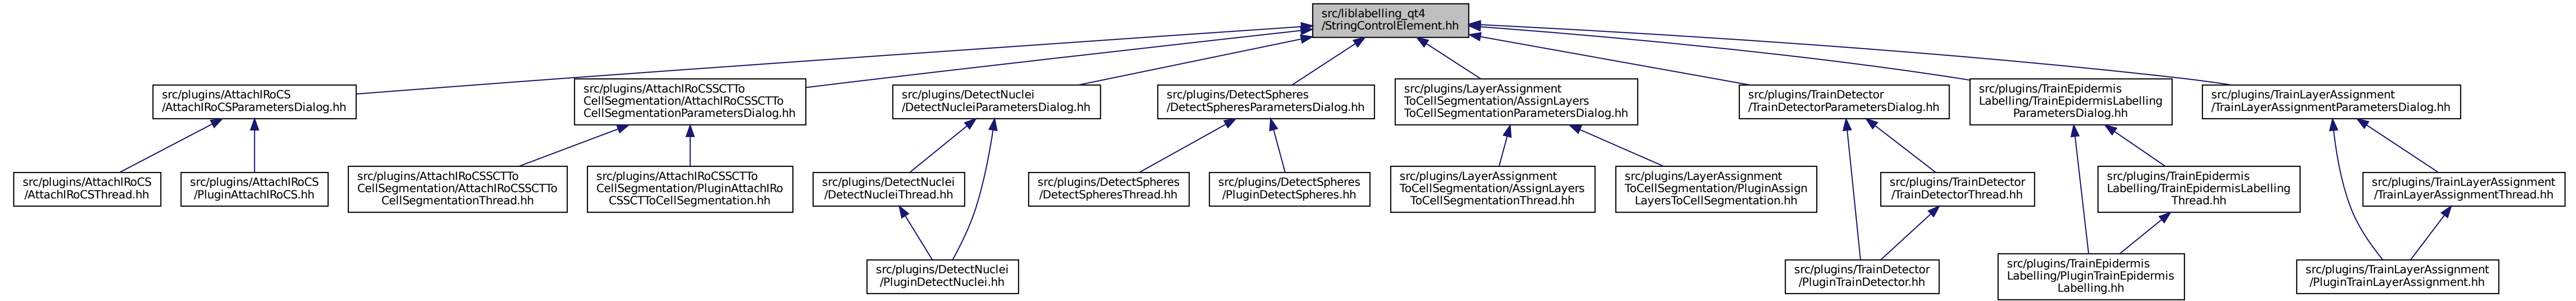 src/liblabelling_qt4
/StringControlElement.hh
src/plugins/AttachIRoCS
/AttachIRoCSParametersDialog.hh
src/plugins/AttachIRoCSSCTTo
CellSegmentation/AttachIRoCSSCTTo
CellSegmentationParametersDialog.hh
src/plugins/DetectNuclei
/DetectNucleiParametersDialog.hh
src/plugins/DetectSpheres
/DetectSpheresParametersDialog.hh
src/plugins/LayerAssignment
ToCellSegmentation/AssignLayers
ToCellSegmentationParametersDialog.hh
src/plugins/TrainDetector
/TrainDetectorParametersDialog.hh
src/plugins/TrainEpidermis
Labelling/TrainEpidermisLabelling
ParametersDialog.hh
src/plugins/TrainLayerAssignment
/TrainLayerAssignmentParametersDialog.hh
src/plugins/AttachIRoCS
/AttachIRoCSThread.hh
src/plugins/AttachIRoCS
/PluginAttachIRoCS.hh
src/plugins/AttachIRoCSSCTTo
CellSegmentation/AttachIRoCSSCTTo
CellSegmentationThread.hh
src/plugins/AttachIRoCSSCTTo
CellSegmentation/PluginAttachIRo
CSSCTToCellSegmentation.hh
src/plugins/DetectNuclei
/DetectNucleiThread.hh
src/plugins/DetectSpheres
/DetectSpheresThread.hh
src/plugins/DetectSpheres
/PluginDetectSpheres.hh
src/plugins/LayerAssignment
ToCellSegmentation/AssignLayers
ToCellSegmentationThread.hh
src/plugins/LayerAssignment
ToCellSegmentation/PluginAssign
LayersToCellSegmentation.hh
src/plugins/TrainDetector
/TrainDetectorThread.hh
src/plugins/TrainEpidermis
Labelling/TrainEpidermisLabelling
Thread.hh
src/plugins/TrainLayerAssignment
/TrainLayerAssignmentThread.hh
src/plugins/DetectNuclei
/PluginDetectNuclei.hh
src/plugins/TrainDetector
/PluginTrainDetector.hh
src/plugins/TrainEpidermis
Labelling/PluginTrainEpidermis
Labelling.hh
src/plugins/TrainLayerAssignment
/PluginTrainLayerAssignment.hh